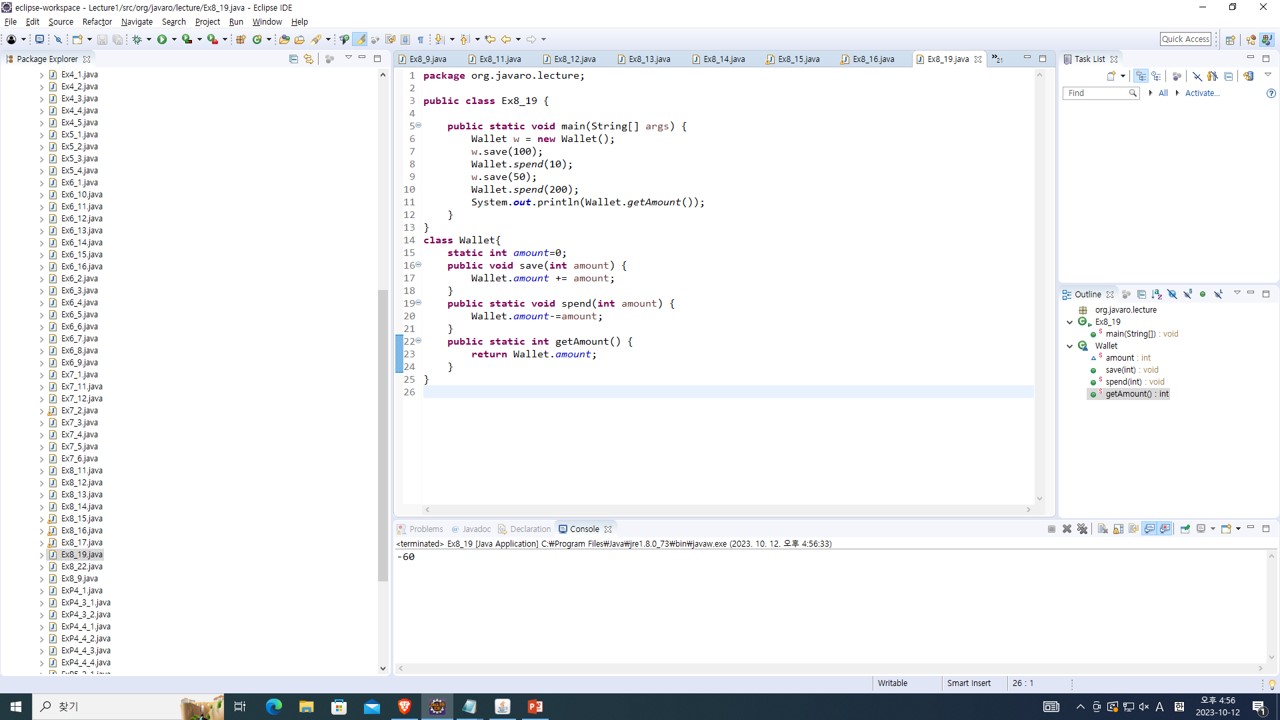 eclipse-workspace - Lecture1/src/org/javaro/lecture/Ex8_19.java - Eclipse IDE
File Edit Source Refactor Navigate Search Project Run Window Help
Quick Access
Package Explorer
Ex4_1.java
Ex4_2.java
Ex4_3.java
Ex4_4.java
Ex4_5.java
Ex5_1.java
Ex5_2.java
Ex5_3.java
Ex5_4.java
Ex6_1.java
Ex6_10.java
Ex6_11.java
Ex6_12.java
Ex6_13.java
Ex6_14.java
Ex6_15.java
Ex6_16.java
Ex6_2.java
Ex6_3.java
Ex6_4.java
Ex6_5.java
Ex6_6.java
Ex6_7.java
Ex6_8.java
Ex6_9.java
Ex7_1.java
Ex7_11.java
Ex7_12.java
Ex7_2.java
Ex7_3.java
Ex7_4.java
Ex7_5.java
Ex7_6.java
Ex8_11.java
Ex8_12.java
Ex8_13.java
Ex8_14.java
Ex8_15.java
Ex8_16.java
Ex8_17.java
Ex8_19.java
Ex8_22.java
Ex8_9.java
ExP4_1.java
ExP4_3_1.java
ExP4_3_2.java
ExP4_4_1.java
ExP4_4_2.java
ExP4_4_3.java
ExP4_4_4.java
Ex8_9.java Ex8_11.java Ex8_12.java Ex8_13.java Ex8_14.java Ex8_15.java Ex8_16.java Ex8_19.java
1 package org.javaro.lecture;
2
3 public class Ex8_19 {
4
5 public static void main(String[] args) {
6 Wallet w = new Wallet();
7 w.save(100);
8 Wallet.spend(10);
9 w.save(50);
10 Wallet.spend(200);
11 System.out.println(Wallet.getAmount());
12 }
13 }
14 class Wallet{
15 static int amount=0;
16 public void save(int amount) {
17 Wallet.amount += amount;
18 }
19 public static void spend(int amount) {
20 Wallet.amount-=amount;
21 }
22 public static int getAmount() {
23 return Wallet.amount;
24 }
25 }
26
Task List
Find All Activate...
Outline
org.javaro.lecture
Ex8_19
main(String[]) : void
Wallet
amount : int
save(int) : void
spend(int) : void
getAmount() : int
Problems Javadoc Declaration Console
<terminated> Ex8_19 [Java Application] C:₩Program Files₩Java₩jre1.8.0_73₩bin₩javaw.exe (2023. 10. 12. 오후 4:56:33)
-60
Writable Smart Insert 26 : 1
찾기
A
오후 4:56
2023-10-12
1